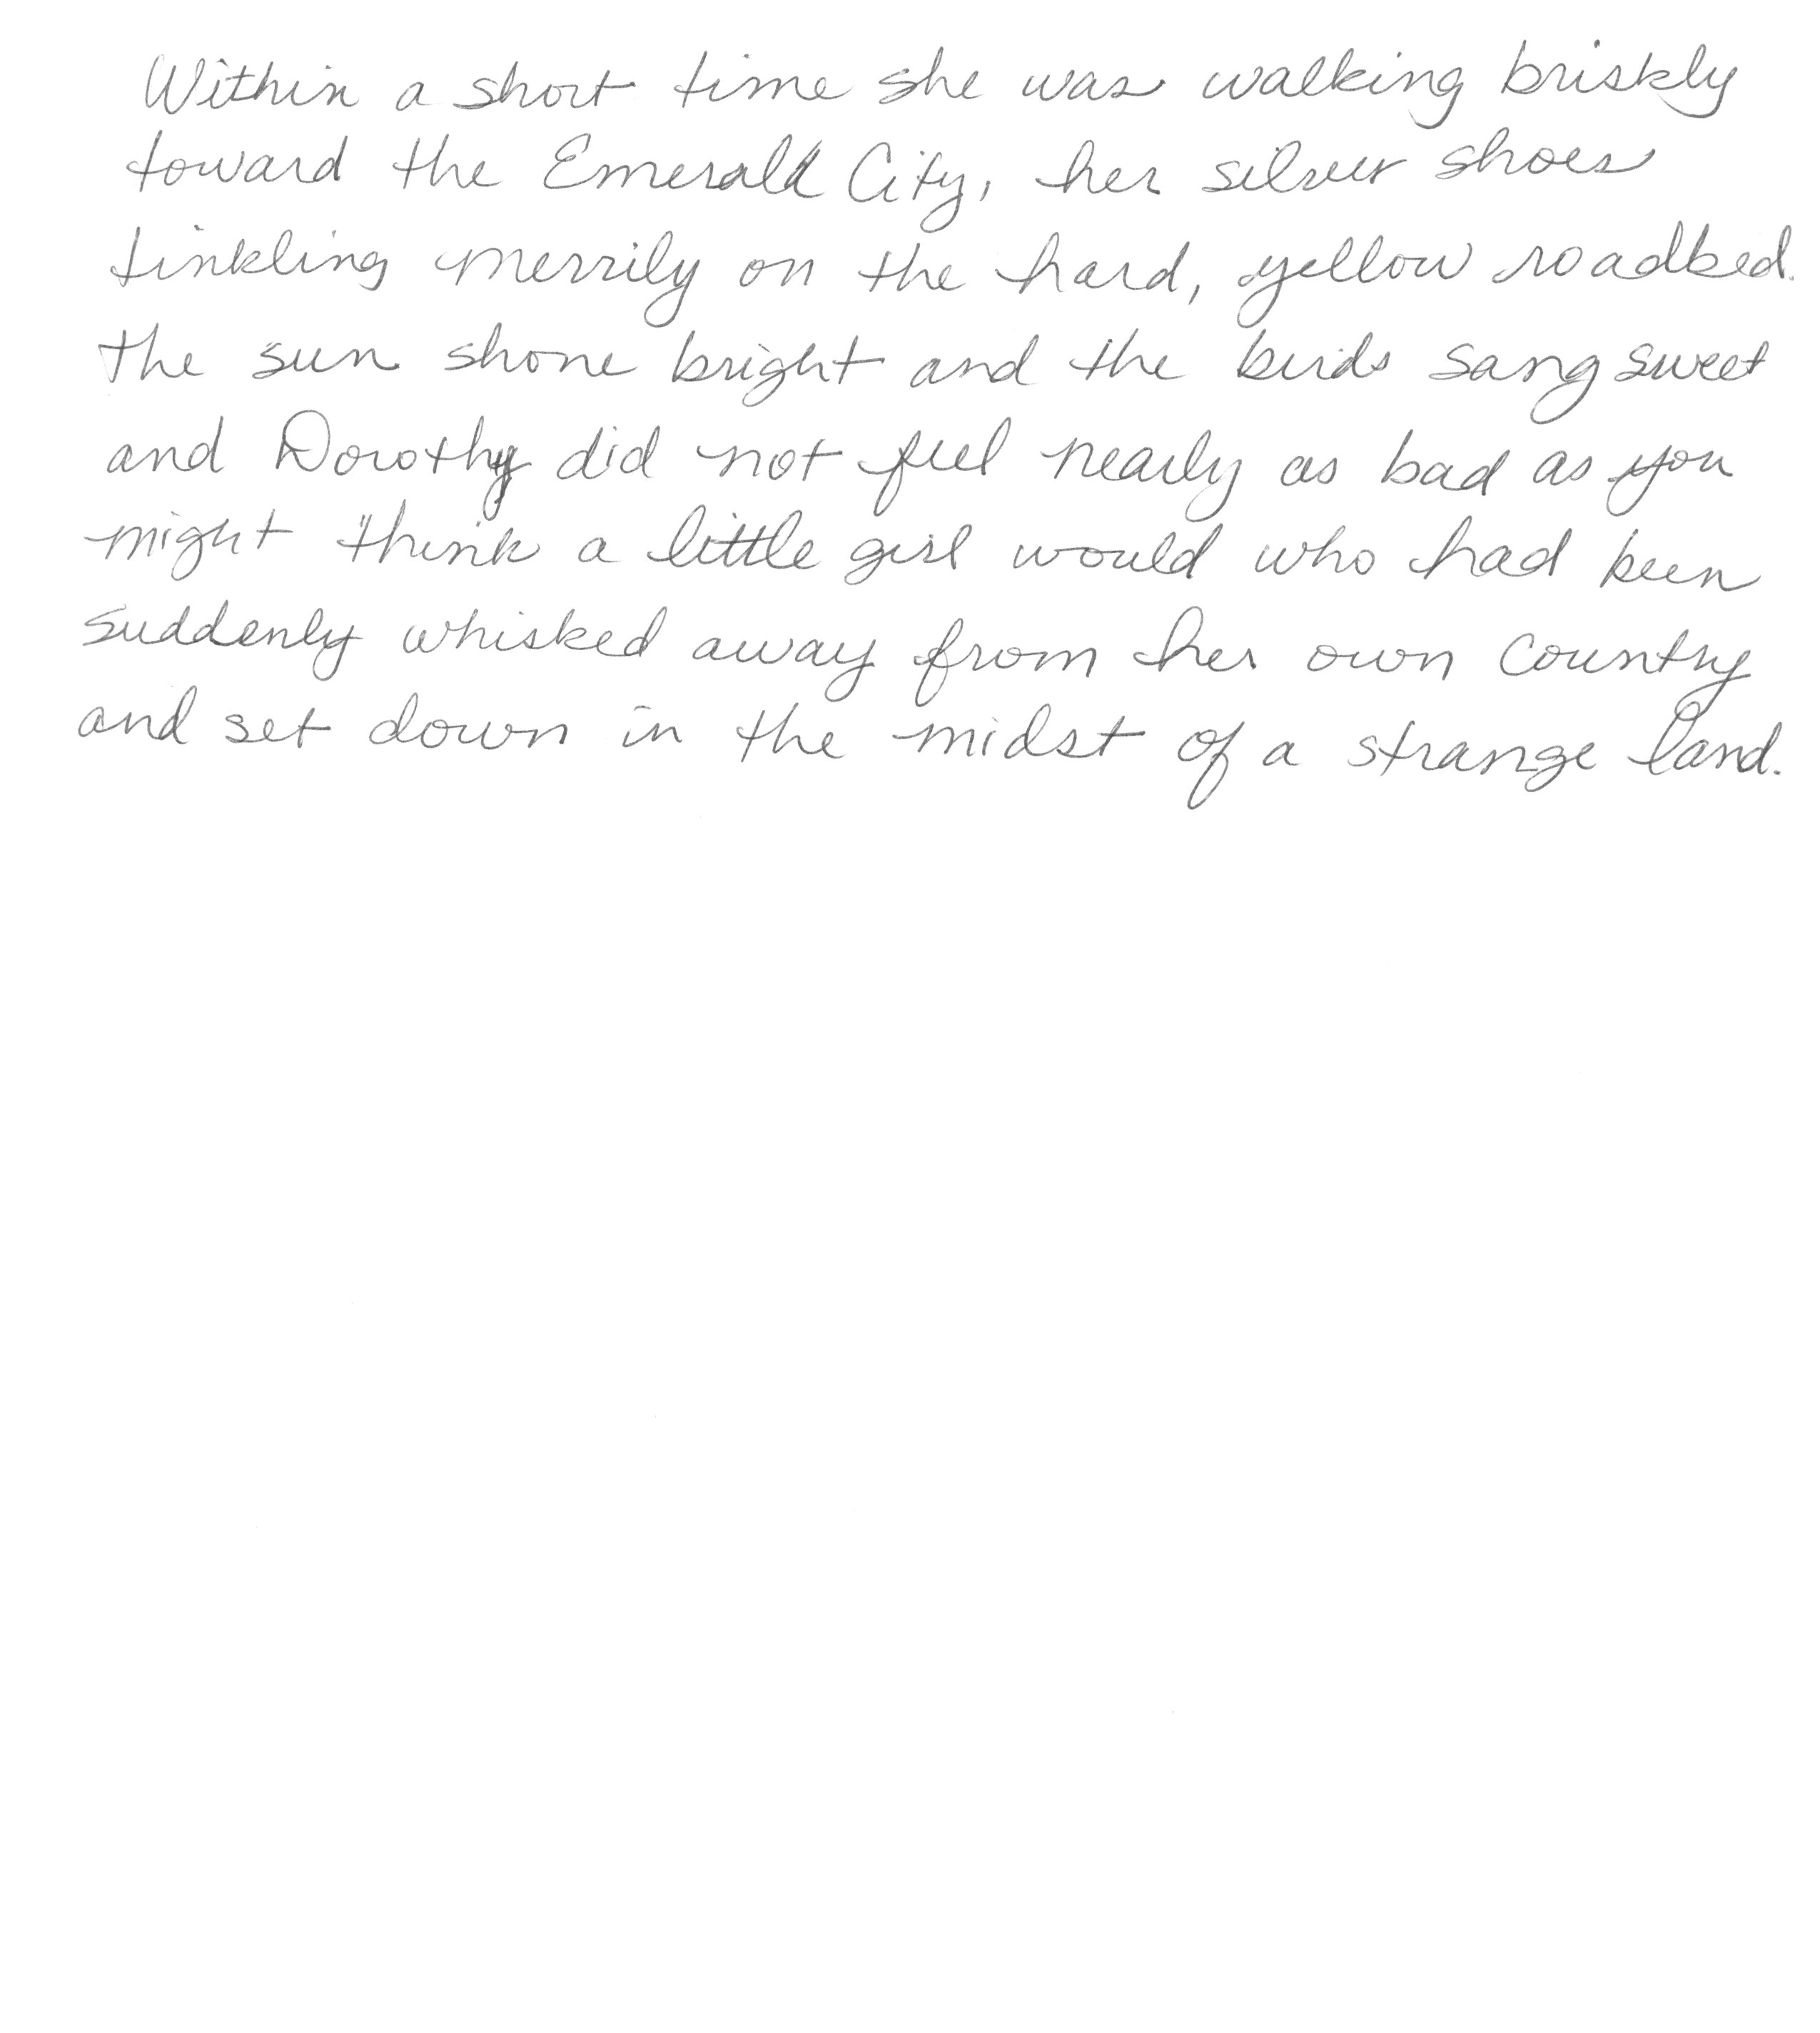 Within a short time she was walking briskly
toward the Emerald City, her silver shoes
tinkling merrily on the hard, yellow roadbed.
The sun shone bright and the birds sang sweet
and Dorothy did not feel nearly as bad as you
might think a little girl would who had been
suddenly whisked away from her own country
and set down in the midst of a strange land.